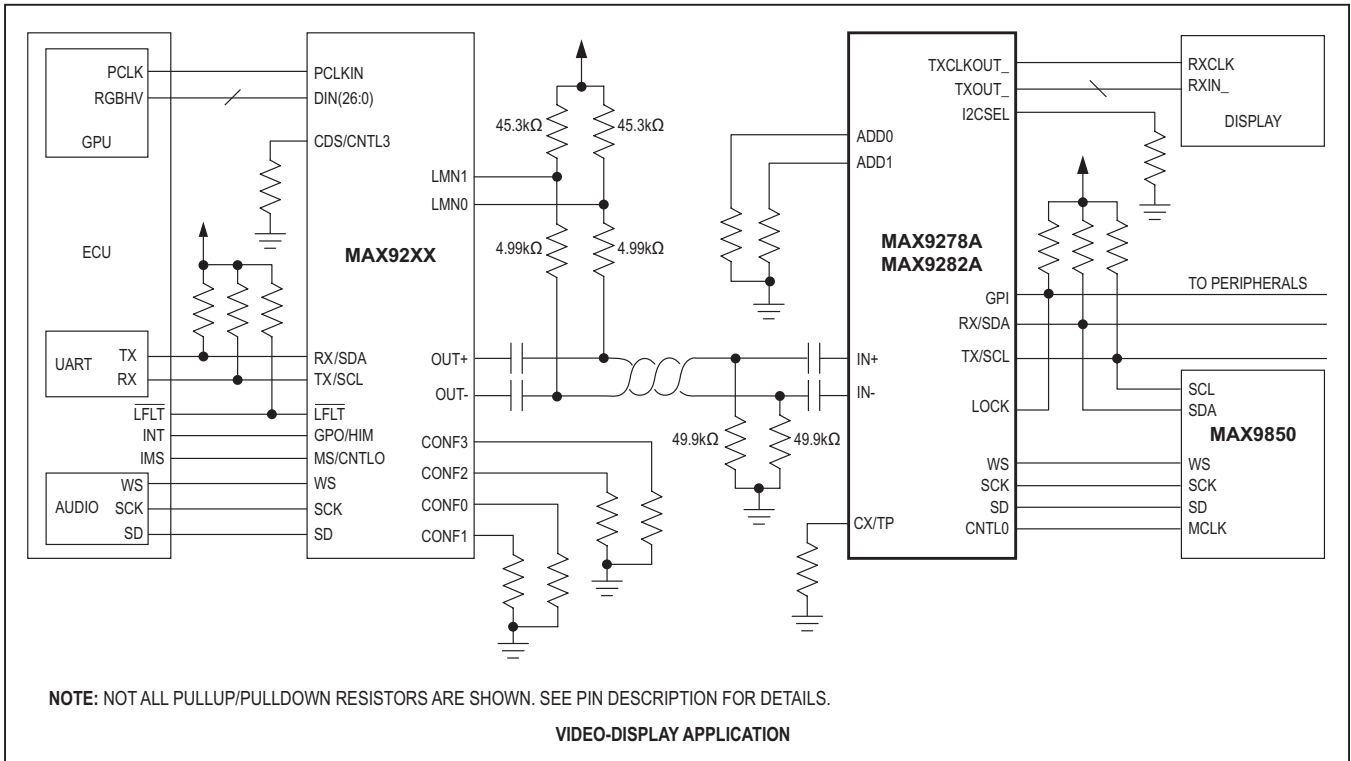 PCLK
RGBHV
GPU
ECU
UART
TX
RX
LFLT
INT
IMS
AUDIO
WS
SCK
SD
PCLKIN
DIN(26:0)
CDS/CNTL3
LMN1
LMN0
MAX92XX
RX/SDA
TX/SCL
LFLT
GPO/HIM
MS/CNTLO
WS
SCK
SD
OUT+
OUT-
CONF3
CONF2
CONF0
CONF1
45.3kΩ
45.3kΩ
4.99kΩ
4.99kΩ
49.9kΩ
49.9kΩ
ADD0
ADD1
IN+
IN-
CX/TP
MAX9278A
MAX9282A
TXCLKOUT_
TXOUT_
I2CSEL
GPI
RX/SDA
TX/SCL
LOCK
WS
SCK
SD
CNTL0
RXCLK
RXIN_
DISPLAY
TO PERIPHERALS
SCL
SDA
MAX9850
WS
SCK
SD
MCLK
NOTE: NOT ALL PULLUP/PULLDOWN RESISTORS ARE SHOWN. SEE PIN DESCRIPTION FOR DETAILS.
VIDEO-DISPLAY APPLICATION